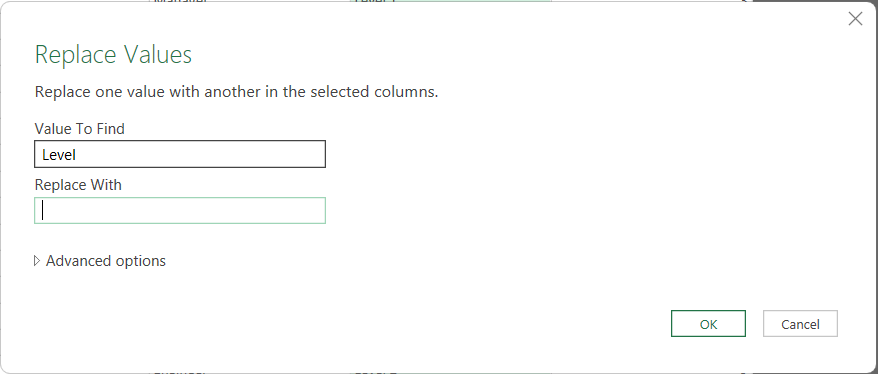 Replace Values
Replace one value with another in the selected columns.
Value To Find
Level
Replace With
Advanced options
OK
Cancel